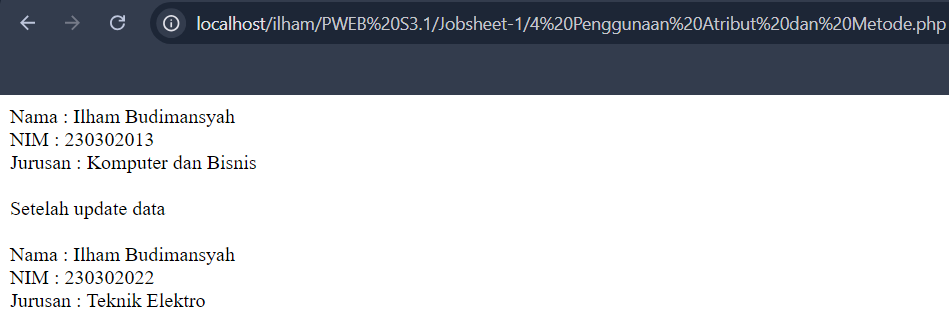 localhost/ilham/PWEB%20S3.1/Jobsheet-1/4%20Penggunaan%20Atribut%20dan%20Metode.php
Nama : Ilham Budimansyah
NIM : 230302013
Jurusan : Komputer dan Bisnis
Setelah update data
Nama : Ilham Budimansyah
NIM : 230302022
Jurusan : Teknik Elektro